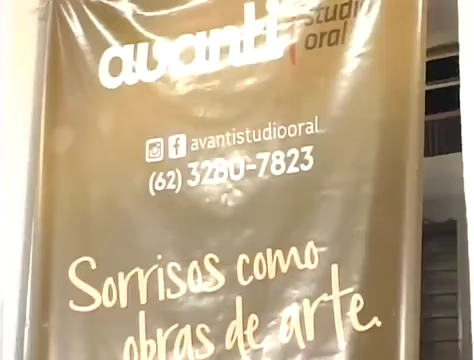 avanti studio
oral
avantistudiooral
(62) 3280-7823
Sorrisos como
obras de arte.